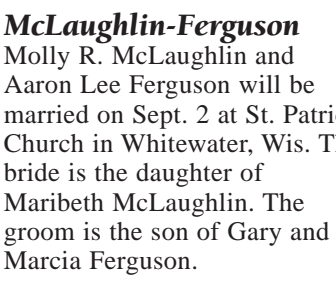 McLaughlin-Ferguson
Molly R. McLaughlin and
Aaron Lee Ferguson will be
married on Sept. 2 at St.
Church in Whitewater, Wis.
bride is the daughter of
Maribeth McLaughlin. The
groom is the son of Gary and
Marcia Ferguson.